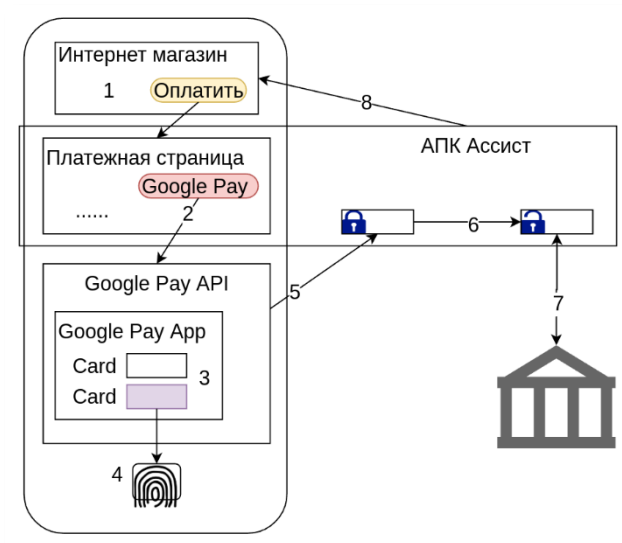 Интернет магазин
1
Оплатить
8
АПК Ассист
Платежная страница
Google Pay
......
2
6
Google Pay API
5
7
Google Pay App
Card
3
Card
4